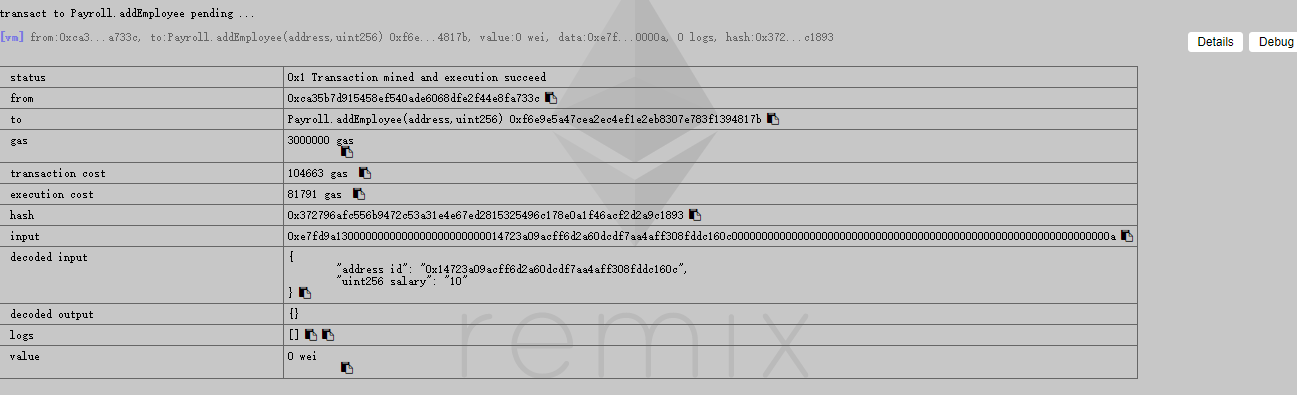 transact to Payroll.addEmployee pending ...
[vm] from:0xca3...a733c, to:Payroll.addEmployee(address,uint256) 0xf6e...4817b, value:0 wei, data:0xe7f...0000a, 0 logs, hash:0x372...c1893
Details Debug
status 0x1 Transaction mined and execution succeed
from 0xca35b7d915458ef540ade6068dfe2f44e8fa733c
to Payroll.addEmployee(address,uint256) 0xf6e9e5a47cea2ec4ef1e2eb8307e783f1394817b
gas 3000000 gas
transaction cost 104663 gas
execution cost 81791 gas
hash 0x372796afc556b9472c53a31e4e67ed2815325496c178e0a1f46acf2d2a9c1893
input 0xe7fd9a1300000000000000000000000014723a09acff6d2a60dcdf7aa4aff308fddc160c000000000000000000000000000000000000000000000000000000000000000a
decoded input {
"address id": "0x14723a09acff6d2a60dcdf7aa4aff308fddc160c",
"uint256 salary": "10"
}
decoded output {}
logs []
value 0 wei
remix